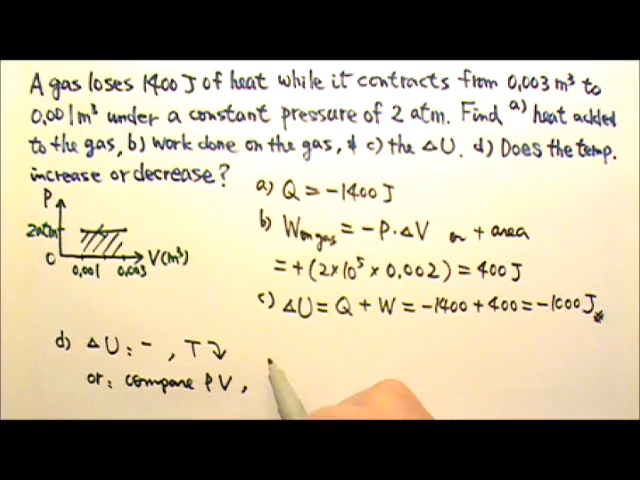 A gas loses 1400 J of heat while it contracts from 0.003 m³ to
0.001 m³ under a constant pressure of 2 atm. Find a) heat added
to the gas, b) work done on the gas, & c) the ΔU. d) Does the temp.
increase or decrease?
a) Q = -1400 J
P
2atm
0
0.001 0.003
V(m³)
b) W on gas = -P·ΔV or + area
= +(2×10⁵ × 0.002) = 400 J
c) ΔU = Q + W = -1400 + 400 = -1000 J
d) ΔU: - , T↓
or: compare PV,